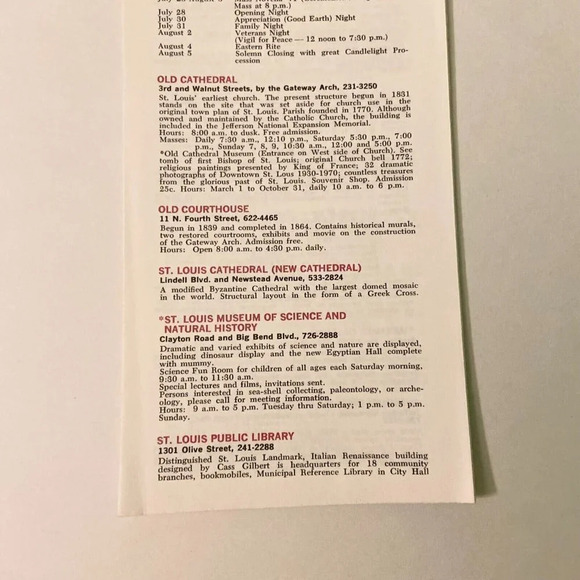 Mass at 8 p.m.)
July 28 Opening Night
July 30 Appreciation (Good Earth) Night
July 31 Family Night
August 2 Veterans Night
(Vigil for Peace — 12 noon to 7:30 p.m.)
August 4 Eastern Rite
August 5 Solemn Closing with great Candlelight Pro-
cession
OLD CATHEDRAL
3rd and Walnut Streets, by the Gateway Arch, 231-3250
St. Louis' earliest church. The present structure begun in 1831
stands on the site that was set aside for church use in the
original town plan of St. Louis. Parish founded in 1770. Although
owned and maintained by the Catholic Church, the building is
included in the Jefferson National Expansion Memorial.
Hours: 8:00 a.m. to dusk. Free admission.
Masses: Daily 7:30 a.m., 12:10 p.m., Saturday 5:30 p.m., 7:00
p.m., Sunday 7, 8, 9, 10:30 a.m., 12:00 and 5:00 p.m.
*Old Cathedral Museum (Entrance on West side of Church). See
tomb of first Bishop of St. Louis; original Church bell 1772;
religious paintings presented by King of France; 32 dramatic
photographs of Downtown St. Lous 1930-1970; countless treasures
from the glorious past of St. Louis. Souvenir Shop. Admission
25c. Hours: March 1 to October 31, daily 10 a.m. to 6 p.m.
OLD COURTHOUSE
11 N. Fourth Street, 622-4465
Begun in 1839 and completed in 1864. Contains historical murals,
two restored courtrooms, exhibits and movie on the construction
of the Gateway Arch. Admission free.
Hours: Open 8:00 a.m. to 4:30 p.m. daily.
ST. LOUIS CATHEDRAL (NEW CATHEDRAL)
Lindell Blvd. and Newstead Avenue, 533-2824
A modified Byzantine Cathedral with the largest domed mosaic
in the world. Structural layout in the form of a Greek Cross.
*ST. LOUIS MUSEUM OF SCIENCE AND
NATURAL HISTORY
Clayton Road and Big Bend Blvd., 726-2888
Dramatic and varied exhibits of science and nature are displayed,
including dinosaur display and the new Egyptian Hall complete
with mummy.
Science Fun Room for children of all ages each Saturday morning,
9:30 a.m. to 11:30 a.m.
Special lectures and films, invitations sent.
Persons interested in sea-shell collecting, paleontology, or arche-
ology, please call for meeting information.
Hours: 9 a.m. to 5 p.m. Tuesday thru Saturday; 1 p.m. to 5 p.m.
Sunday.
ST. LOUIS PUBLIC LIBRARY
1301 Olive Street, 241-2288
Distinguished St. Louis Landmark, Italian Renaissance building
designed by Cass Gilbert is headquarters for 18 community
branches, bookmobiles, Municipal Reference Library in City Hall